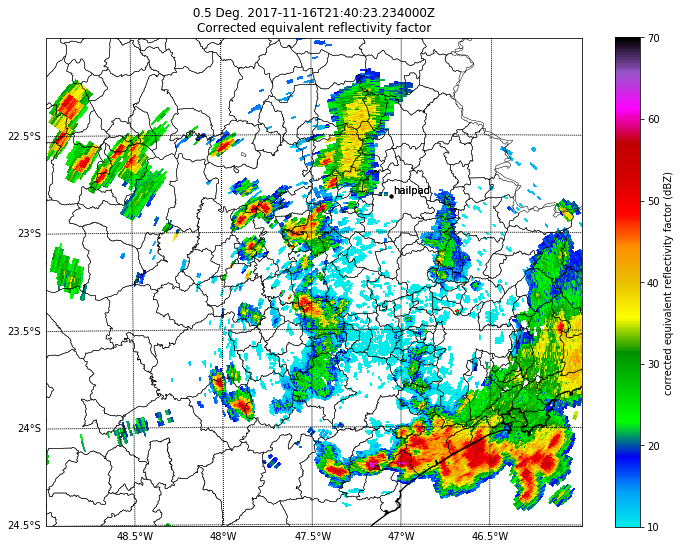 0.5 Deg. 2017-11-16T21:40:23.234000Z
Corrected equivalent reflectivity factor
70
60
50
40
30
20
10
corrected equivalent reflectivity factor (dBZ)
22.5°S
23°S
23.5°S
24°S
24.5°S
hailpad
48.5°W
48°W
47.5°W
47°W
46.5°W